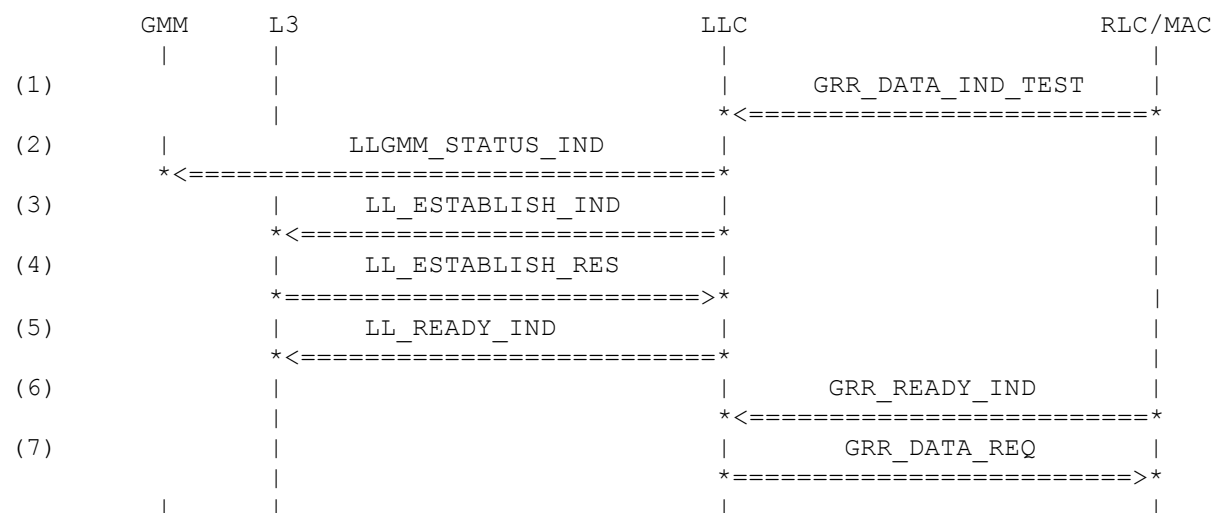 GMM L3 LLC RLC/MAC
| | | |
(1) | | GRR_DATA_IND_TEST |
| *<=========================*
(2) | LLGMM_STATUS_IND | |
*<=================================* |
(3) | LL_ESTABLISH_IND | |
*<==========================* |
(4) | LL_ESTABLISH_RES | |
*==========================>* |
(5) | LL_READY_IND | |
*<==========================* |
(6) | | GRR_READY_IND |
| *<=========================*
(7) | | GRR_DATA_REQ |
| *=========================>*
| | | |